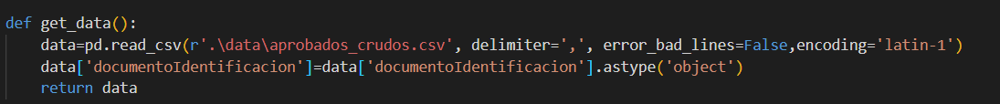 def get_data():
    data=pd.read_csv(r'.\data\aprobados_crudos.csv', delimiter=',', error_bad_lines=False,encoding='latin-1')
    data['documentoIdentificacion']=data['documentoIdentificacion'].astype('object')
    return data